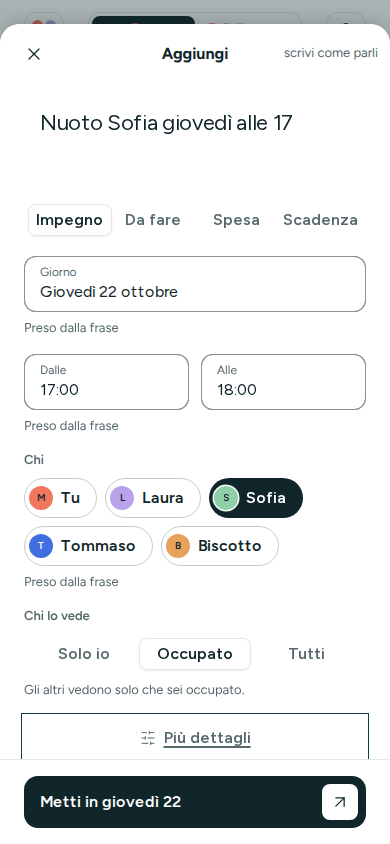 Aggiungi
scrivi come parli
Nuoto Sofia giovedì alle 17
Impegno Da fare Spesa Scadenza
Giorno
Giovedì 22 ottobre
Preso dalla frase
Dalle Alle
17:00 18:00
Preso dalla frase
Chi
M Tu L Laura S Sofia
T Tommaso B Biscotto
Preso dalla frase
Chi lo vede
Solo io Occupato Tutti
Gli altri vedono solo che sei occupato.
Più dettagli
Metti in giovedì 22